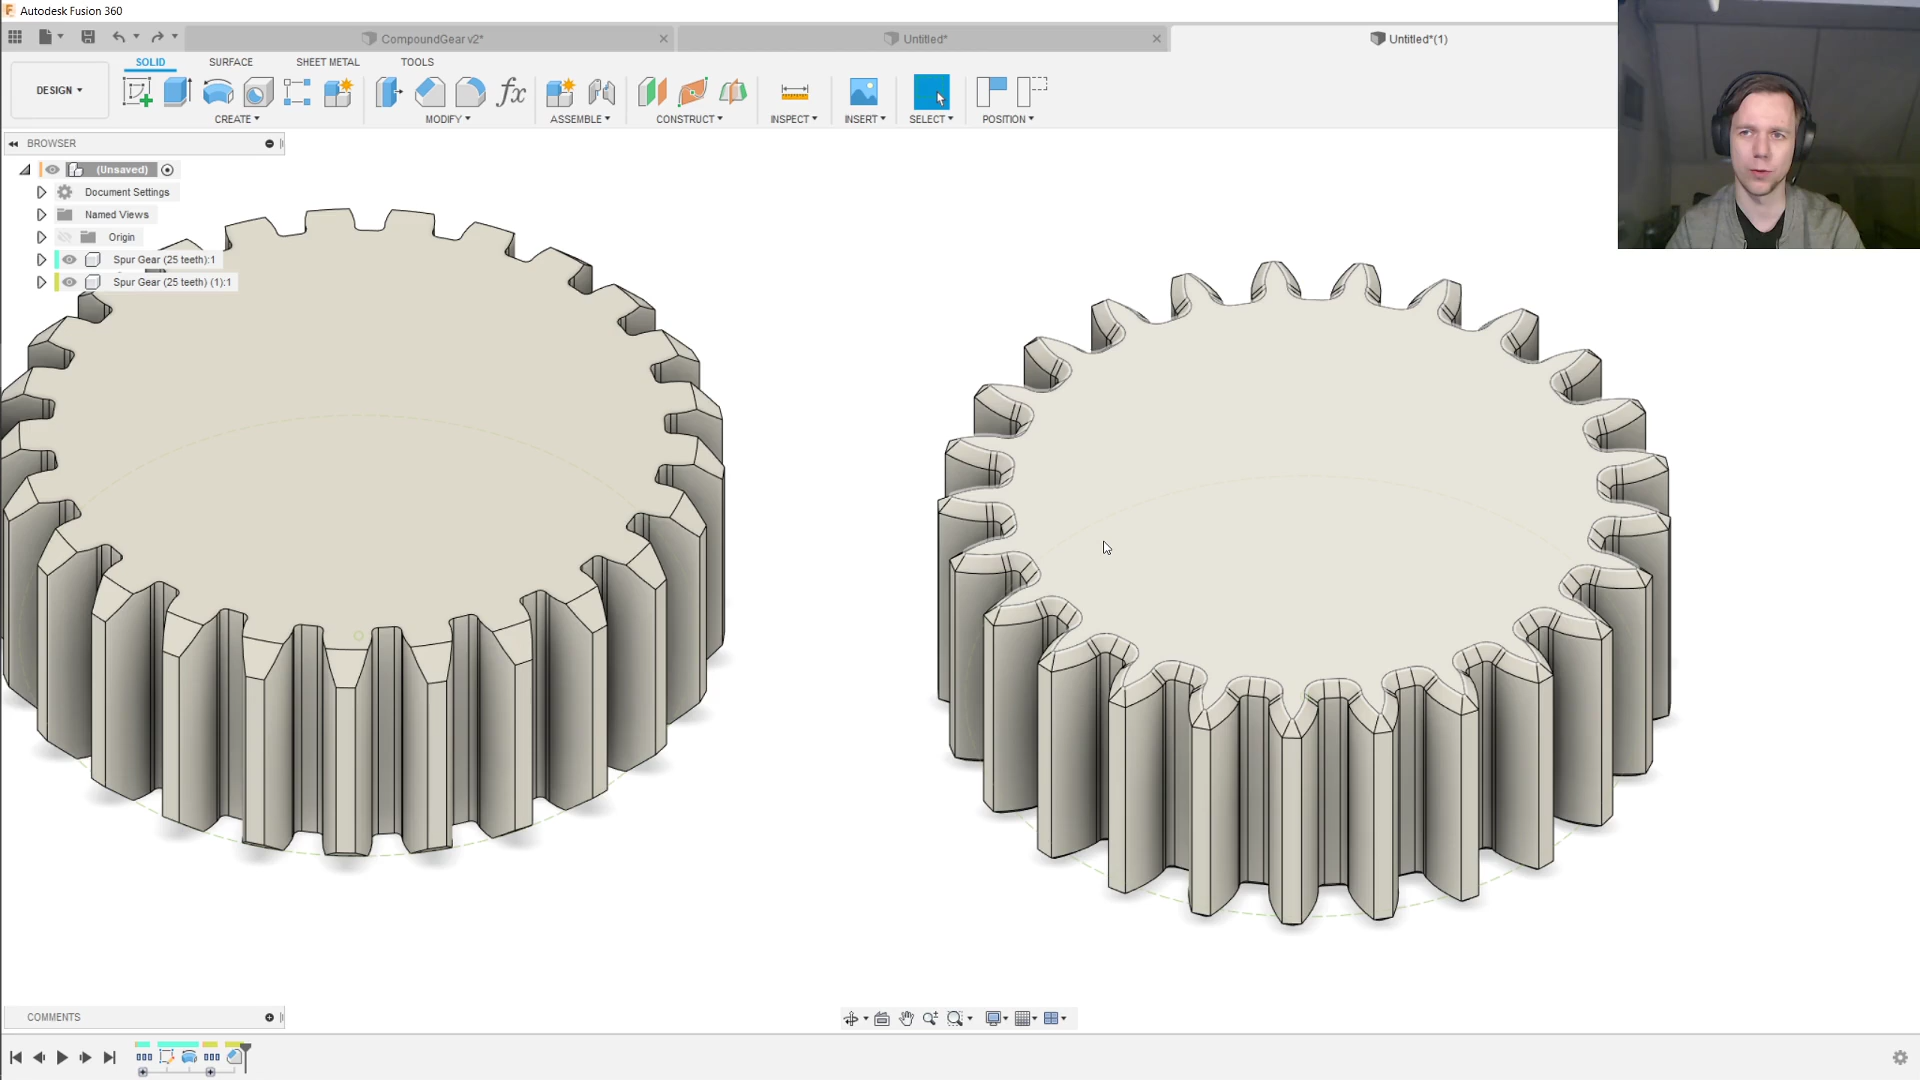 Autodesk Fusion 360
CompoundGear v2*
Untitled*
Untitled*(1)
SOLID
SURFACE
SHEET METAL
TOOLS
DESIGN
fx
CREATE
MODIFY
ASSEMBLE
CONSTRUCT
INSPECT
INSERT
SELECT
POSITION
BROWSER
(Unsaved)
Document Settings
Named Views
Origin
Spur Gear (25 teeth):1
Spur Gear (25 teeth) (1):1
COMMENTS